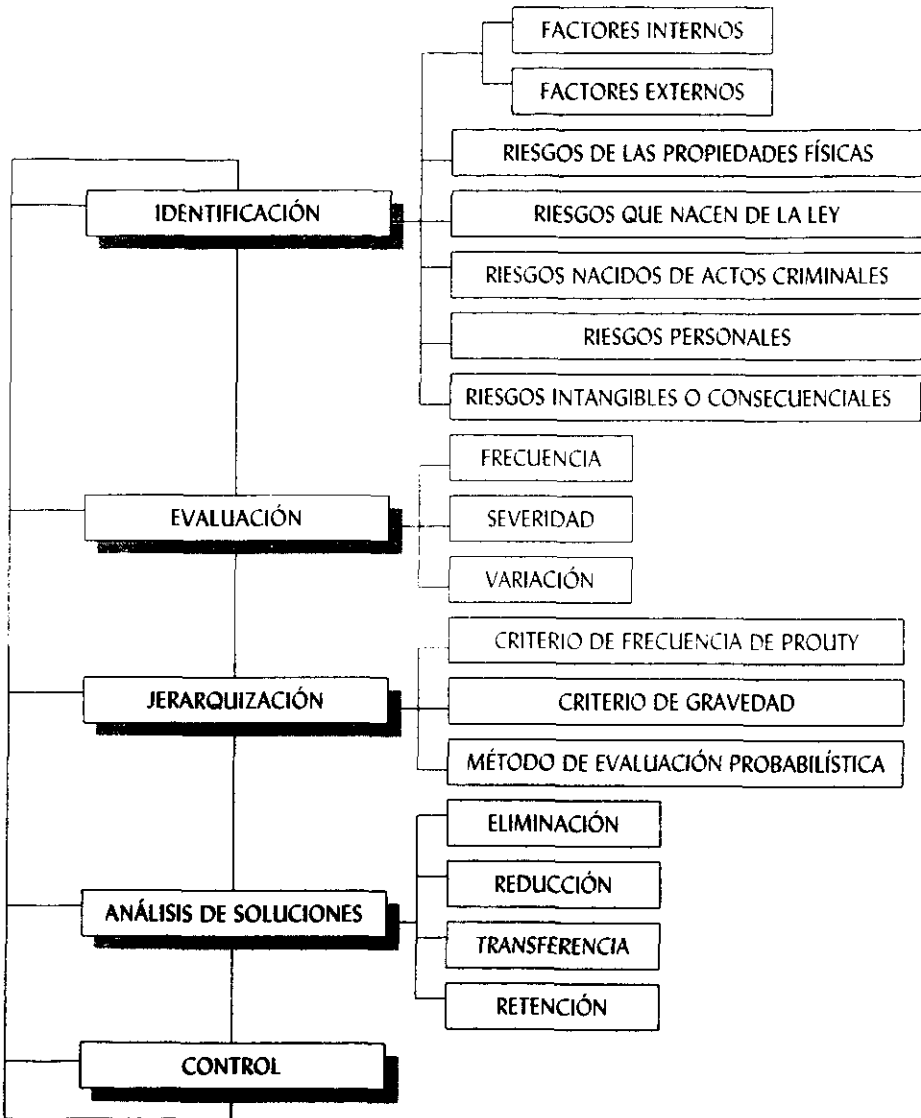 FACTORES INTERNOS
FACTORES EXTERNOS
RIESGOS DE LAS PROPIEDADES FÍSICAS
IDENTIFICACIÓN
RIESGOS QUE NACEN DE LA LEY
RIESGOS NACIDOS DE ACTOS CRIMINALES
RIESGOS PERSONALES
RIESGOS INTANGIBLES O CONSECUENCIALES
FRECUENCIA
EVALUACIÓN
SEVERIDAD
VARIACIÓN
CRITERIO DE FRECUENCIA DE PROUTY
JERARQUIZACIÓN
CRITERIO DE GRAVEDAD
MÉTODO DE EVALUACIÓN PROBABILÍSTICA
ELIMINACIÓN
REDUCCIÓN
ANÁLISIS DE SOLUCIONES
TRANSFERENCIA
RETENCIÓN
CONTROL